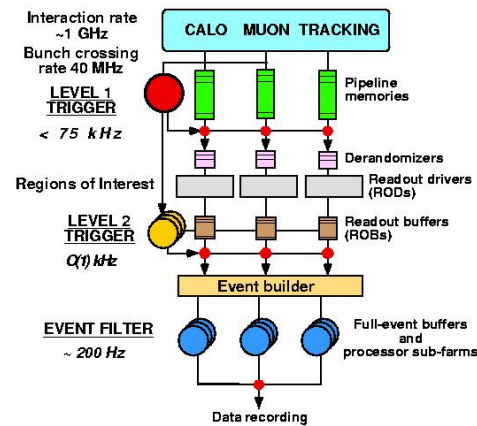 Interaction rate
~1 GHz
CALO MUON TRACKING
Bunch crossing
rate 40 MHz
LEVEL 1
TRIGGER
< 75 kHz
Pipeline
memories
Derandomizers
Regions of Interest
Readout drivers
(RODs)
LEVEL 2
TRIGGER
O(1) kHz
Readout buffers
(ROBs)
Event builder
EVENT FILTER
~ 200 Hz
Full-event buffers
and
processor sub-farms
Data recording